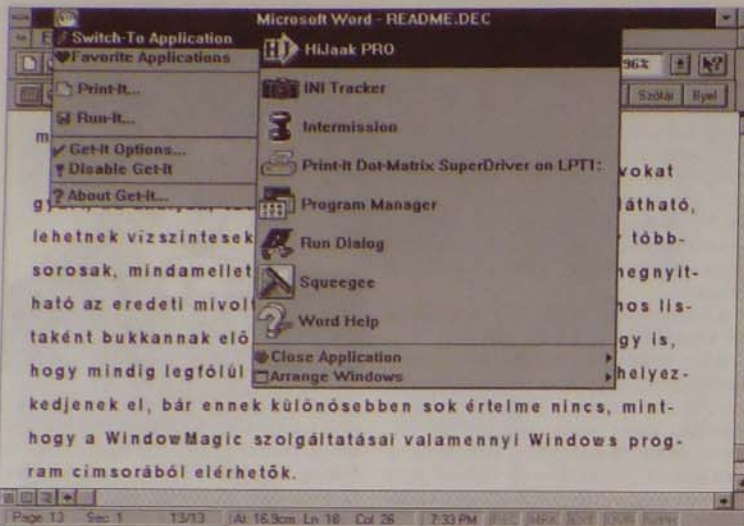 Microsoft Word - README.DEC
Switch-To Application
Favorite Applications
Print-It...
Run-It...
Get-It Options...
Disable Get-It
About Get-It...
HiJaak PRO
INI Tracker
Intermission
Print-It Dot-Matrix SuperDriver on LPT1:
Program Manager
Run Dialog
Squeegee
Word Help
Close Application
Arrange Windows
96%
Szótár Byel
m
vokat
látható,
lehetnek vízszintesek több-
sorosak, mindamellet negnyit-
ható az eredeti mivolt nos lis-
taként bukkannak elő gy is,
hogy mindig legfölül helyez-
kedjenek el, bár ennek különösebben sok értelme nincs, mint-
hogy a WindowMagic szolgáltatásai valamennyi Windows prog-
ram címsorából elérhetők.
Page 13 Sec 1 13/13 At 16.9cm Ln 18 Col 26 7:33 PM